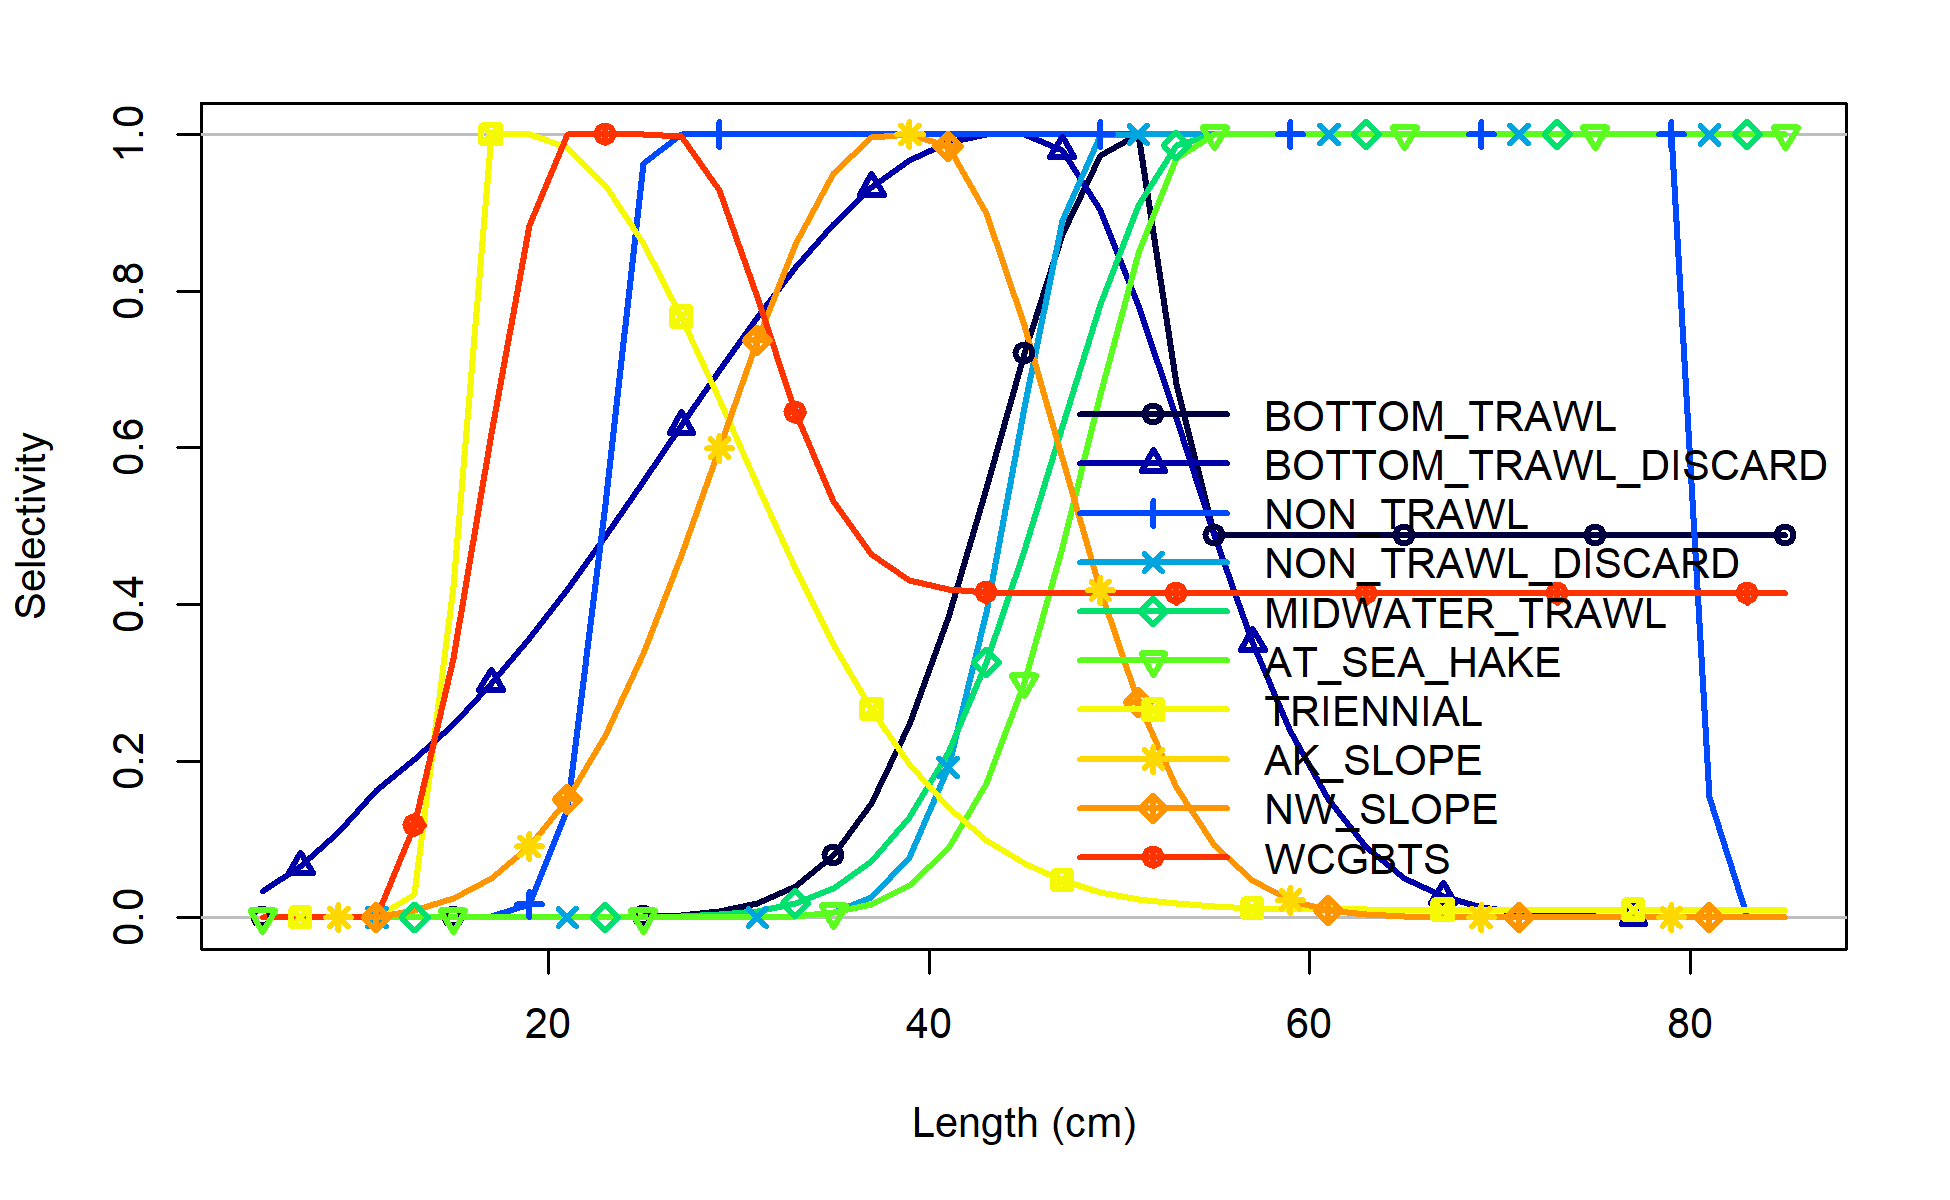 1.0
0.8
0.6
0.4
0.2
0.0
Selectivity
BOTTOM_TRAWL
BOTTOM_TRAWL_DISCARD
NON_TRAWL
NON_TRAWL_DISCARD
MIDWATER_TRAWL
AT_SEA_HAKE
TRIENNIAL
AK_SLOPE
NW_SLOPE
WCGBTS
20 40 60 80
Length (cm)